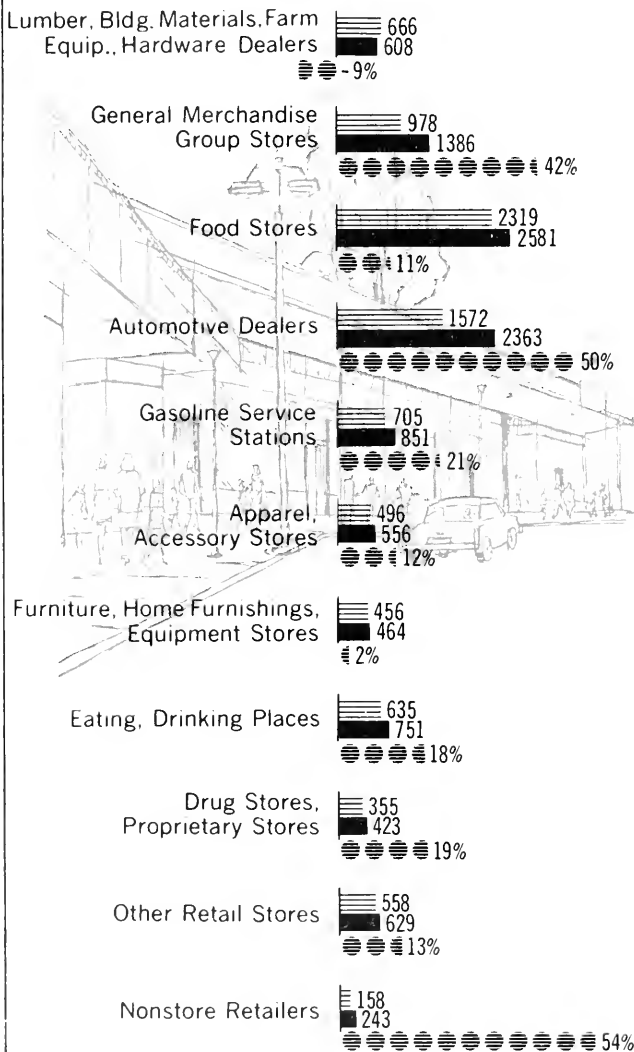 Lumber, Bldg. Materials, Farm
Equip., Hardware Dealers
666
608
-9%
General Merchandise
Group Stores
978
1386
42%
Food Stores
2319
2581
11%
Automotive Dealers
1572
2363
50%
Gasoline Service
Stations
705
851
21%
Apparel,
Accessory Stores
496
556
12%
Furniture, Home Furnishings,
Equipment Stores
456
464
2%
Eating, Drinking Places
635
751
18%
Drug Stores,
Proprietary Stores
355
423
19%
Other Retail Stores
558
629
13%
Nonstore Retailers
158
243
54%